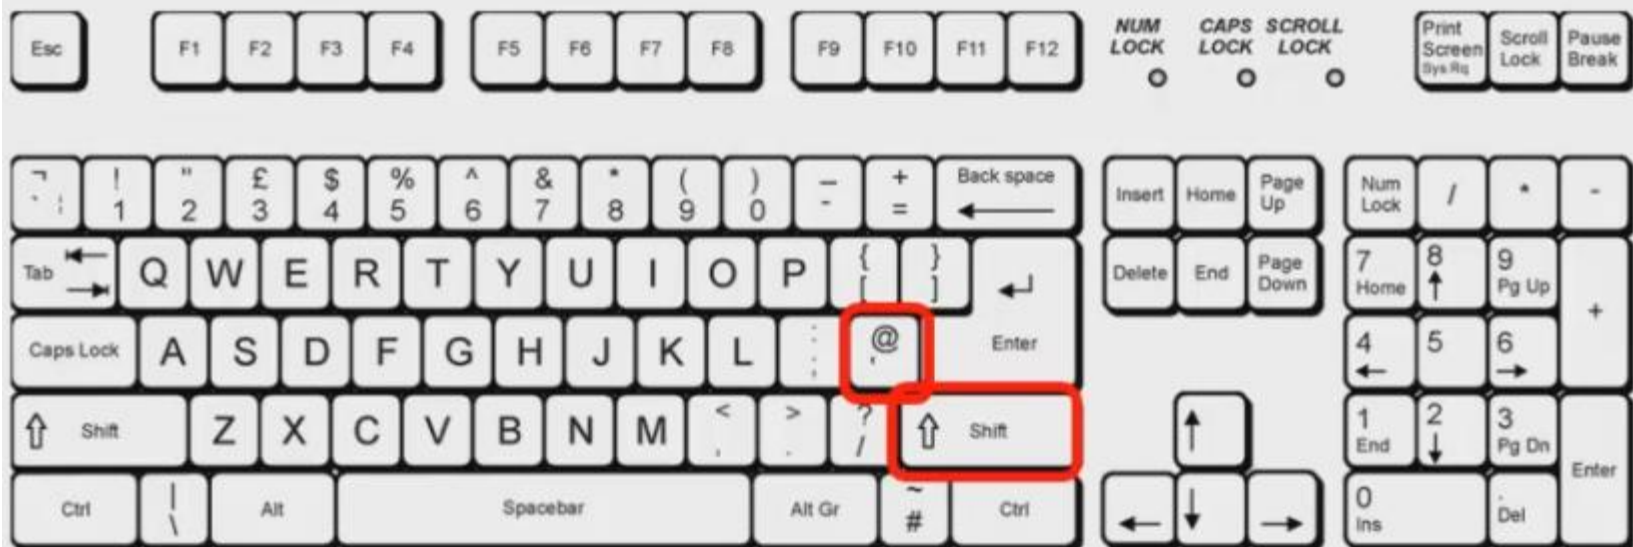 Esc F1 F2 F3 F4 F5 F6 F7 F8 F9 F10 F11 F12
NUM LOCK CAPS LOCK SCROLL LOCK
Print Screen Sys Rq Scroll Lock Pause Break
¬ ` ¦ ! 1 " 2 £ 3 $ 4 % 5 ^ 6 & 7 * 8 ( 9 ) 0 _ - + = Back space
Insert Home Page Up
Num Lock / * -
Tab Q W E R T Y U I O P { [ } ] Enter
Delete End Page Down
7 Home 8 9 Pg Up +
Caps Lock A S D F G H J K L : ; @ '
4 5 6
Shift Z X C V B N M < , > . ? / Shift
1 End 2 3 Pg Dn Enter
Ctrl | \ Alt Spacebar Alt Gr ~ # Ctrl
0 Ins . Del